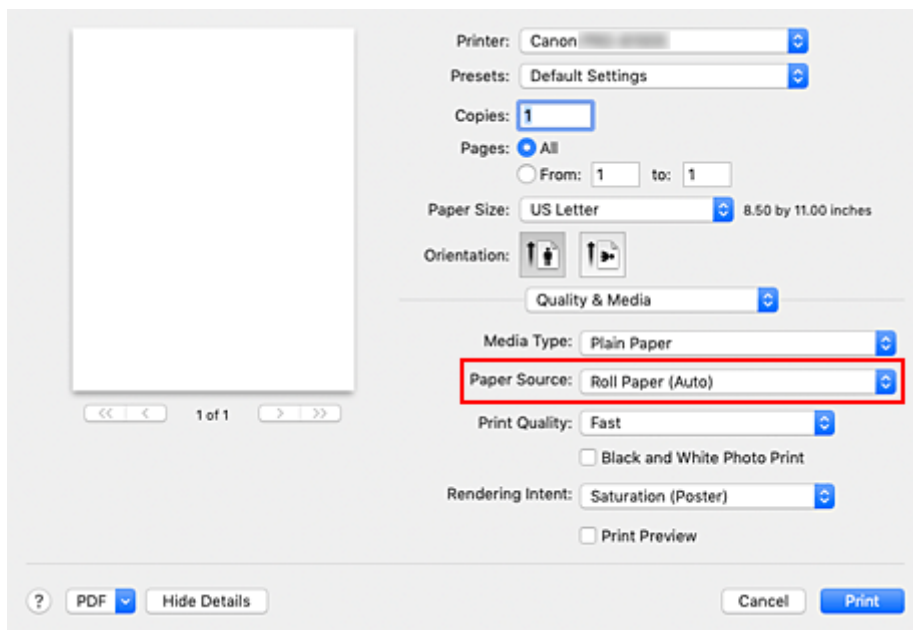 Printer: Canon
Presets: Default Settings
Copies: 1
Pages: All
From: 1 to: 1
Paper Size: US Letter 8.50 by 11.00 inches
Orientation:
Quality & Media
Media Type: Plain Paper
Paper Source: Roll Paper (Auto)
<< < 1 of 1 > >>
Print Quality: Fast
Black and White Photo Print
Rendering Intent: Saturation (Poster)
Print Preview
? PDF Hide Details Cancel Print